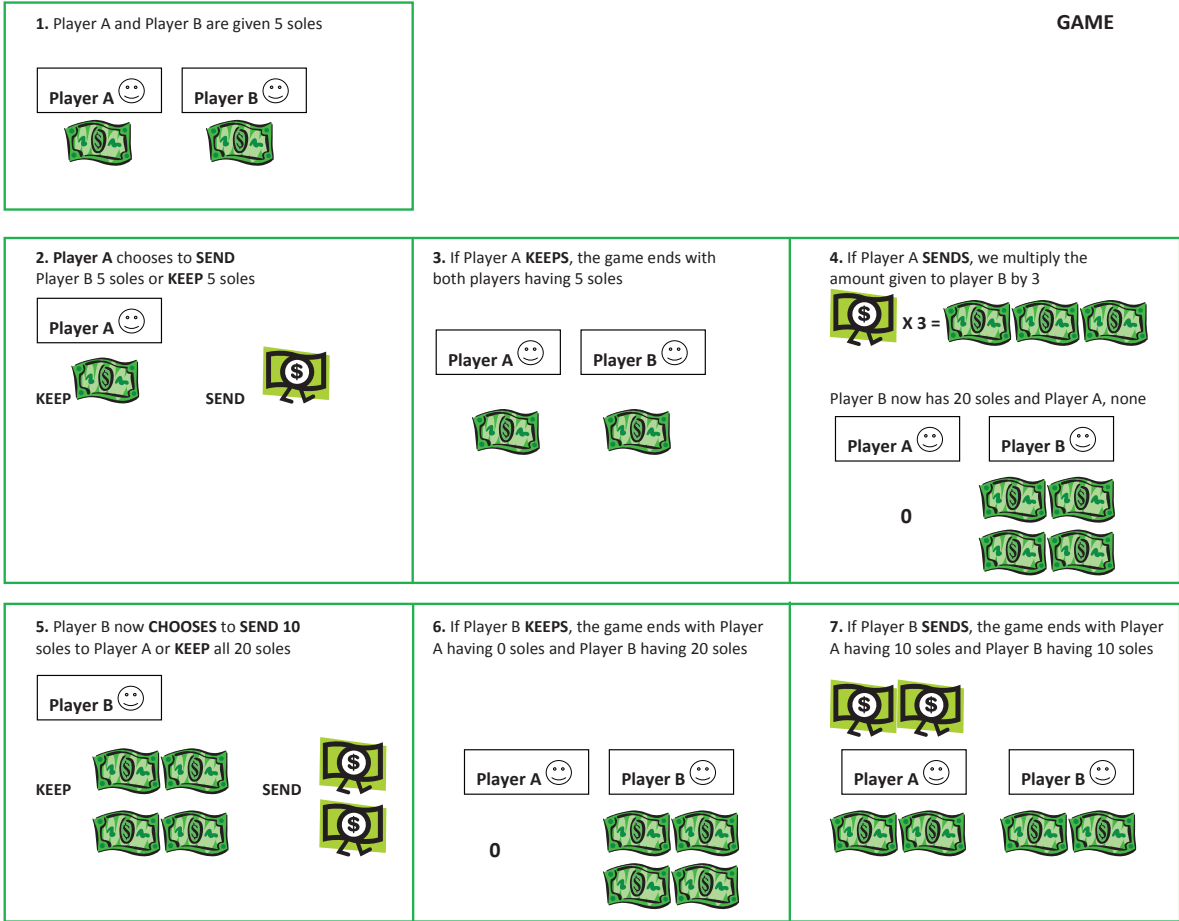 GAME
1. Player A and Player B are given 5 soles
Player A
Player B
$
$
2. Player A chooses to SEND
Player B 5 soles or KEEP 5 soles
Player A
KEEP
$
SEND
$
3. If Player A KEEPS, the game ends with
both players having 5 soles
Player A
Player B
$
$
4. If Player A SENDS, we multiply the
amount given to player B by 3
$
X 3 =
$
$
$
Player B now has 20 soles and Player A, none
Player A
Player B
0
$
$
$
$
5. Player B now CHOOSES to SEND 10
soles to Player A or KEEP all 20 soles
Player B
KEEP
$
$
$
$
SEND
$
$
6. If Player B KEEPS, the game ends with Player
A having 0 soles and Player B having 20 soles
Player A
Player B
0
$
$
$
$
7. If Player B SENDS, the game ends with Player
A having 10 soles and Player B having 10 soles
$
$
Player A
Player B
$
$
$
$